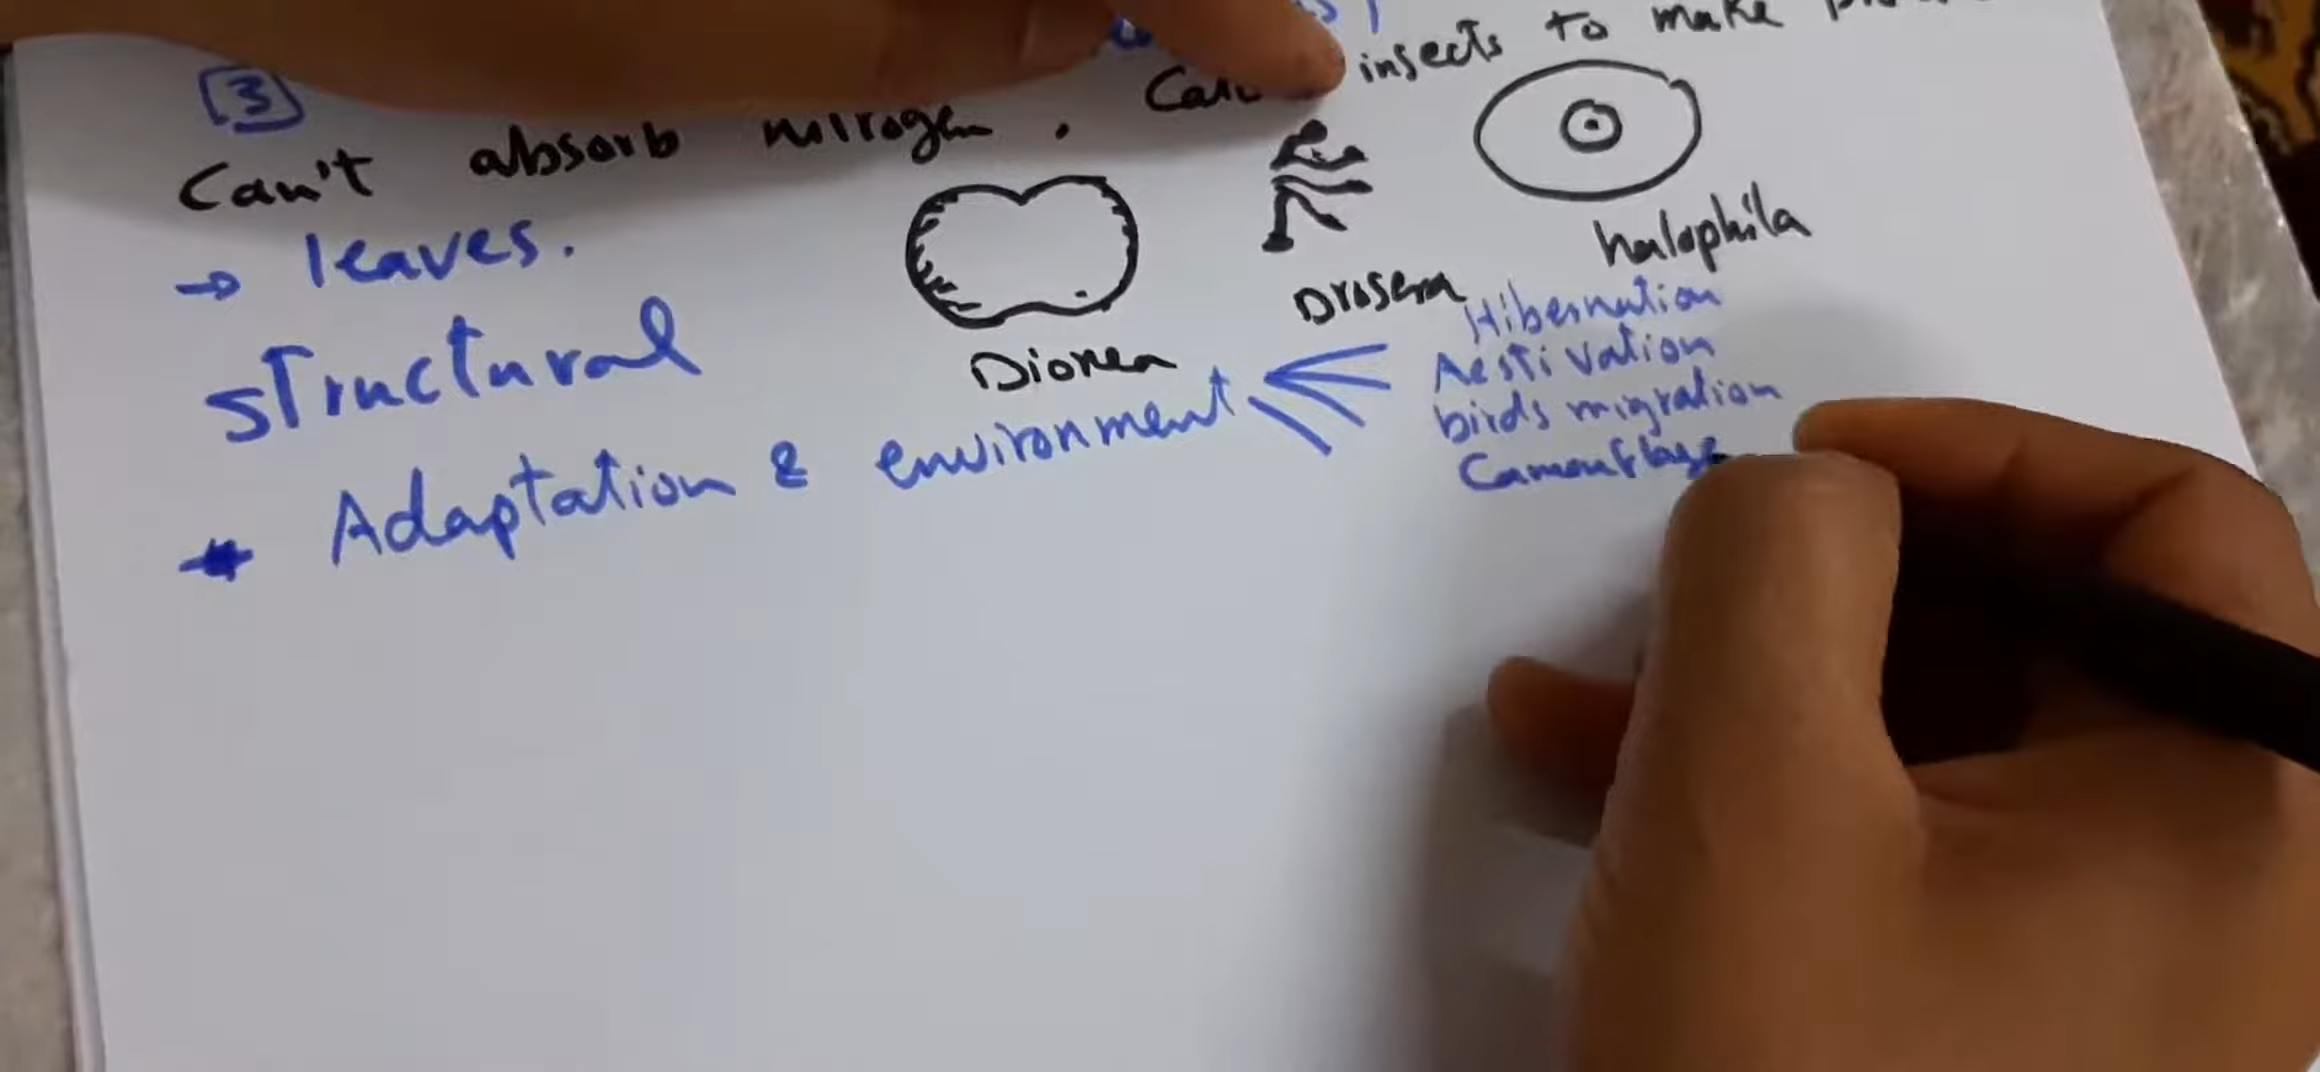 3
insects to make
Can't absorb nitrogen.
→ leaves.
halophila
Drosera
Dionea
structural
Hibernation
Aestivation
birds migration
Camouflage
Adaptation & environment